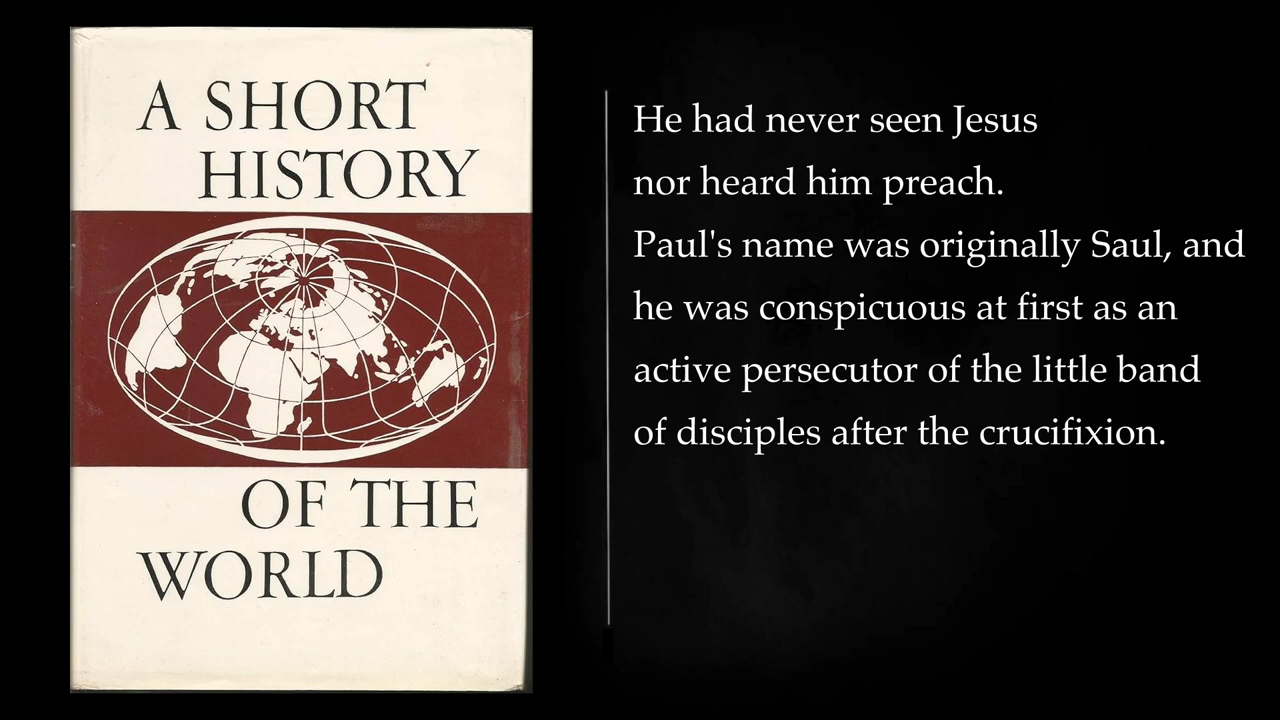 A SHORT
HISTORY
OF THE
WORLD
He had never seen Jesus
nor heard him preach.
Paul's name was originally Saul, and
he was conspicuous at first as an
active persecutor of the little band
of disciples after the crucifixion.